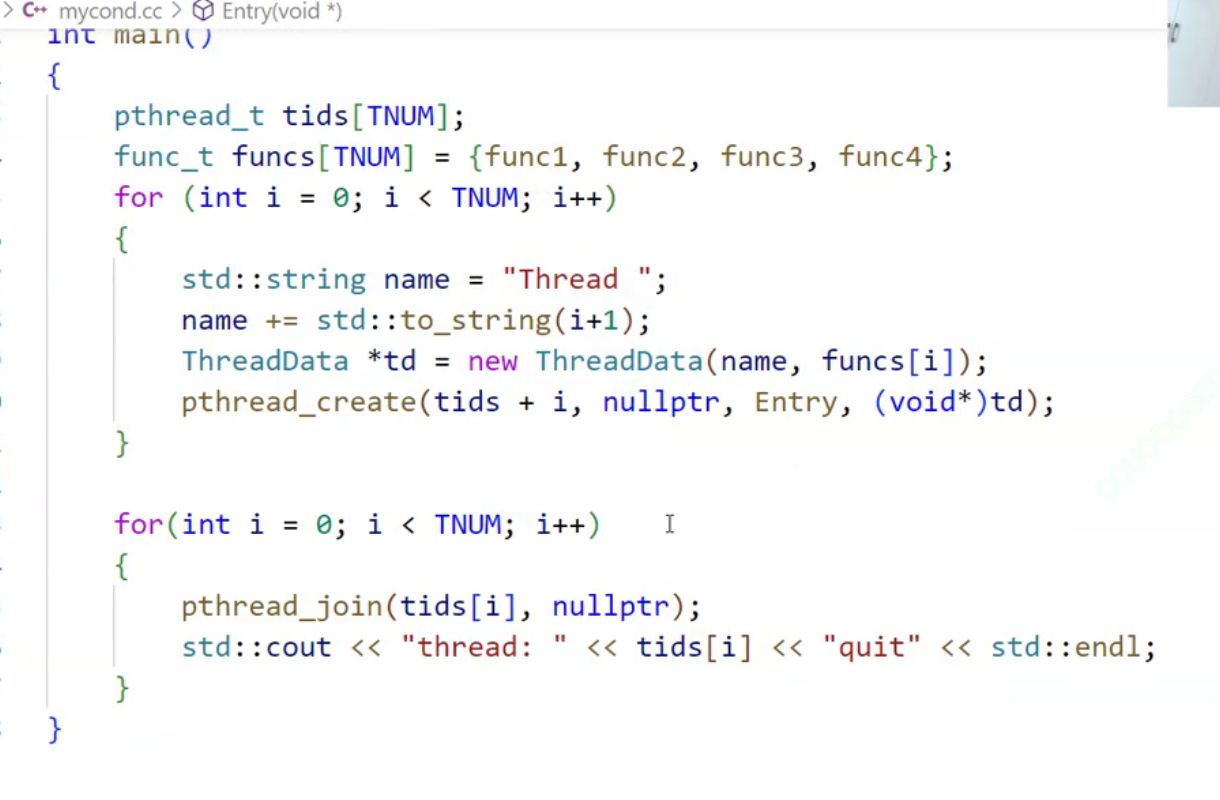 > C++ mycond.cc > Entry(void *)
int main()
{
    pthread_t tids[TNUM];
    func_t funcs[TNUM] = {func1, func2, func3, func4};
    for (int i = 0; i < TNUM; i++)
    {
        std::string name = "Thread ";
        name += std::to_string(i+1);
        ThreadData *td = new ThreadData(name, funcs[i]);
        pthread_create(tids + i, nullptr, Entry, (void*)td);
    }

    for(int i = 0; i < TNUM; i++)
    {
        pthread_join(tids[i], nullptr);
        std::cout << "thread: " << tids[i] << "quit" << std::endl;
    }
}